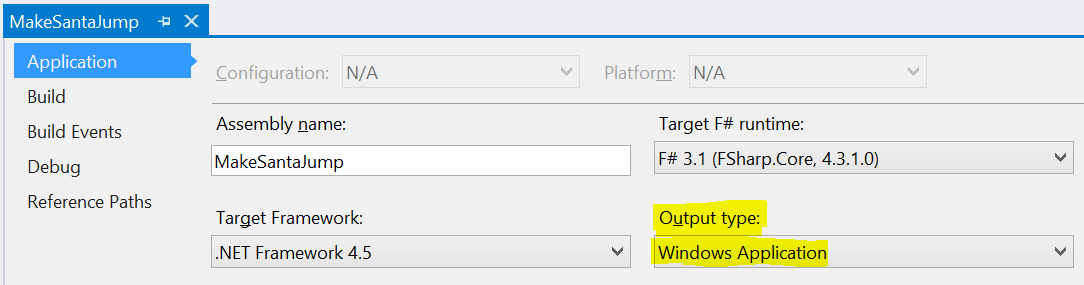 MakeSantaJump
Application
Build
Build Events
Debug
Reference Paths
Configuration: N/A Platform: N/A
Assembly name: Target F# runtime:
MakeSantaJump F# 3.1 (FSharp.Core, 4.3.1.0)
Target Framework: Output type:
.NET Framework 4.5 Windows Application